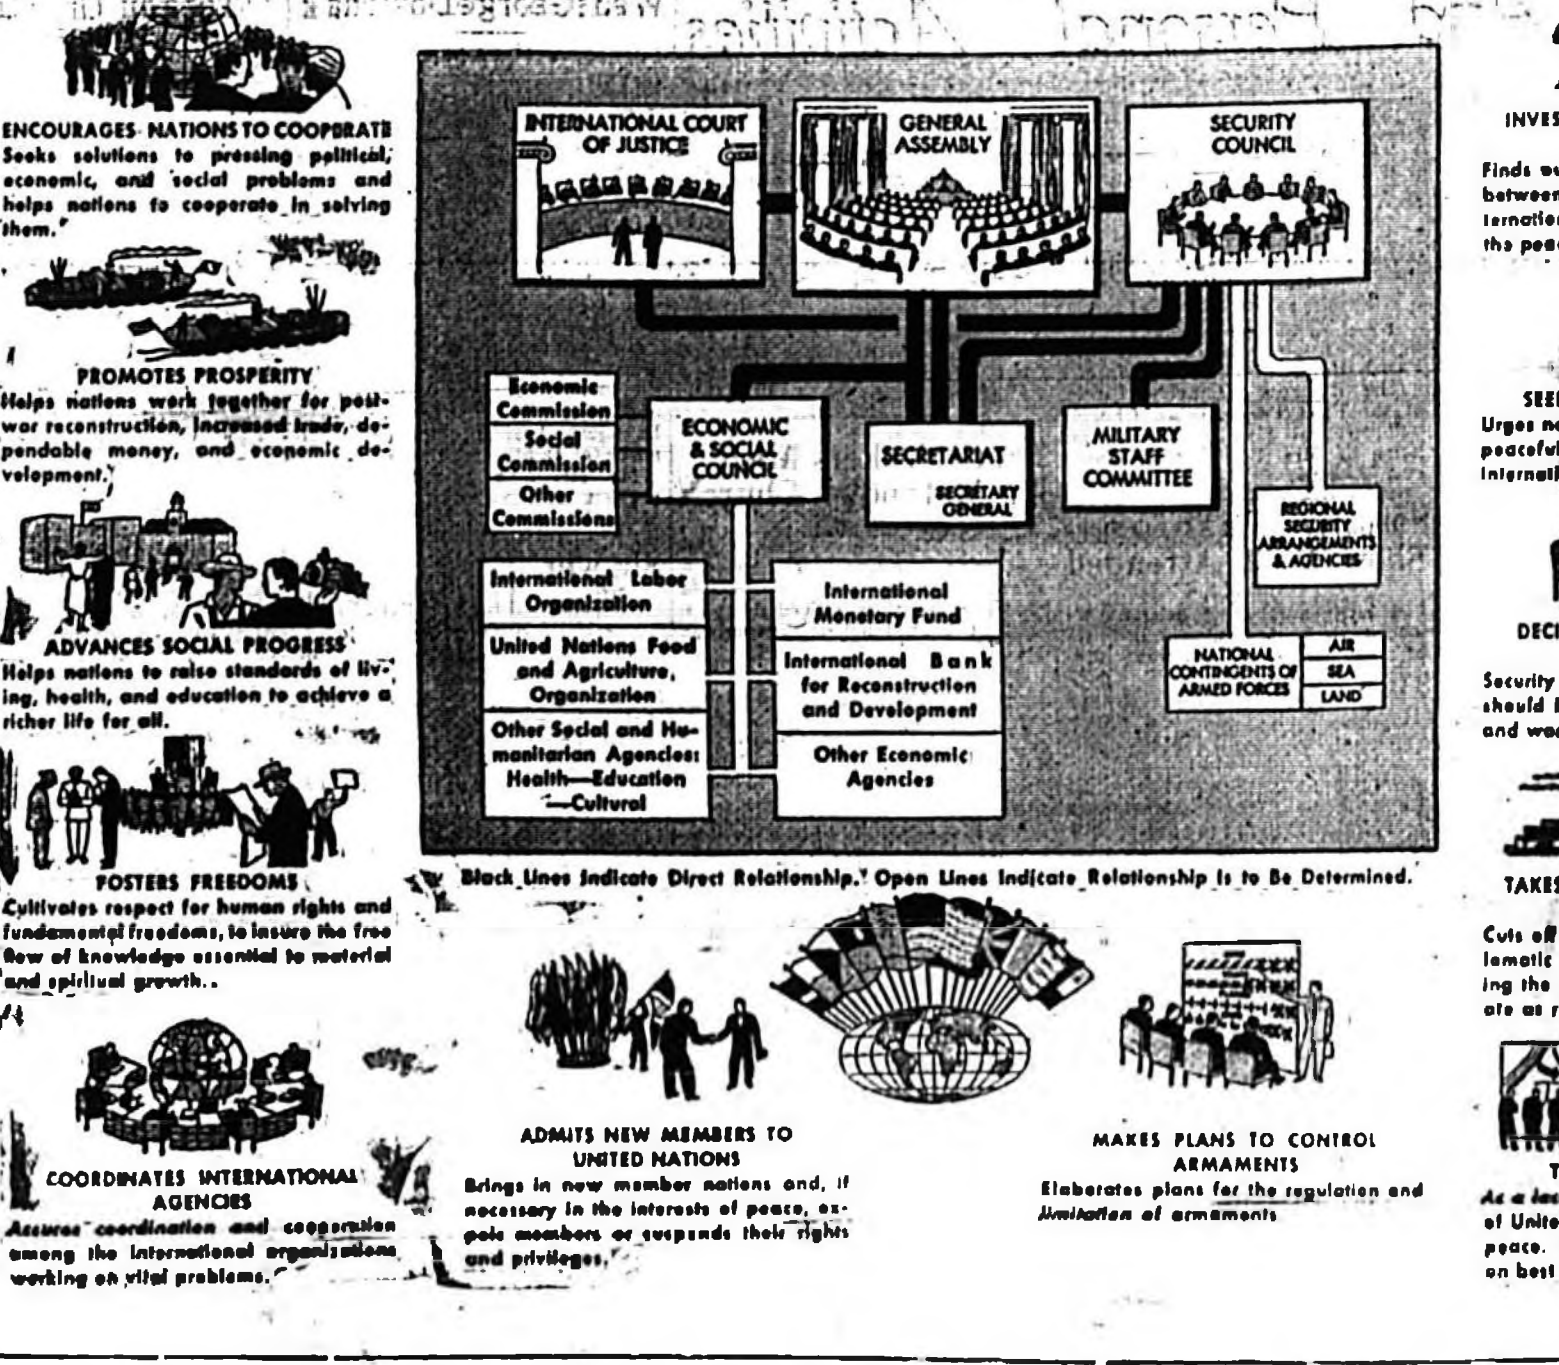 ENCOURAGES NATIONS TO COOPERATE
Seeks solutions to pressing political,
economic, and social problems and
helps nations to cooperate in solving
them.
PROMOTES PROSPERITY
Helps nations work together for post-
war reconstruction, increased trade, de-
pendable money, and economic de-
velopment.
ADVANCES SOCIAL PROGRESS
Helps nations to raise standards of liv-
ing, health, and education to achieve a
richer life for all.
FOSTERS FREEDOMS
Cultivates respect for human rights and
fundamental freedoms, to insure the free
flow of knowledge essential to material
and spiritual growth.
COORDINATES INTERNATIONAL
AGENCIES
Assures coordination and cooperation
among the international organizations
working on vital problems.
INTERNATIONAL COURT
OF JUSTICE
GENERAL
ASSEMBLY
SECURITY
COUNCIL
Economic
Commission
Social
Commission
Other
Commissions
ECONOMIC
& SOCIAL
COUNCIL
SECRETARIAT
SECRETARY
GENERAL
MILITARY
STAFF
COMMITTEE
REGIONAL
SECURITY
ARRANGEMENTS
& AGENCIES
International Labor
Organization
United Nations Food
and Agriculture
Organization
Other Social and Hu-
manitarian Agencies:
Health—Education
—Cultural
International
Monetary Fund
International Bank
for Reconstruction
and Development
Other Economic
Agencies
NATIONAL
CONTINGENTS OF
ARMED FORCES
AIR
SEA
LAND
Black Lines Indicate Direct Relationship. Open Lines Indicate Relationship Is to Be Determined.
ADMITS NEW MEMBERS TO
UNITED NATIONS
Brings in new member nations and, if
necessary in the interests of peace, ex-
pels members or suspends their rights
and privileges.
MAKES PLANS TO CONTROL
ARMAMENTS
Elaborates plans for the regulation and
limitation of armaments
INVES
Finds ou
between
ternation
the pea
SEE
Urges na
peaceful
internati
DECI
Security
should
and wa
TAKES
Cuts off
lomatic
ing the
ate as r
T
As a las
of Unite
peace.
on best